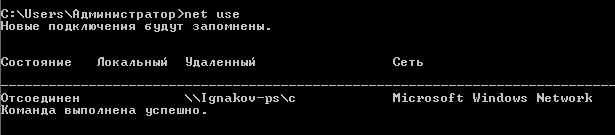 C:\Users\Администратор>net use
Новые подключения будут запомнены.
Состояние Локальный Удаленный Сеть
-------------------------------------------------------------------------------
Отсоединен \\Ignakov-ps\c Microsoft Windows Network
Команда выполнена успешно.